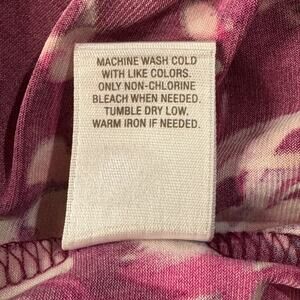 MACHINE WASH COLD
WITH LIKE COLORS.
ONLY NON-CHLORINE
BLEACH WHEN NEEDED.
TUMBLE DRY LOW.
WARM IRON IF NEEDED.